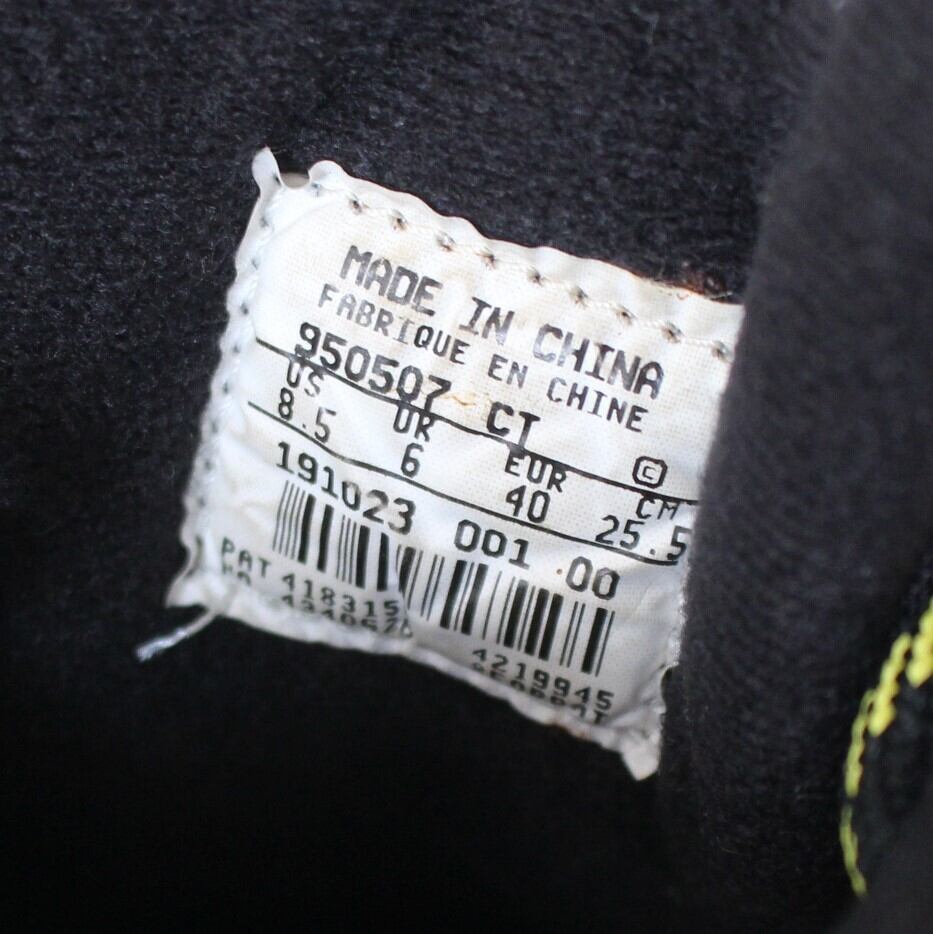 MADE IN CHINA
FABRIQUE EN CHINE
950507 CT ©
US UK EUR CM
8.5 6 40 25.5
191023 001 00
PAT 4183156 4219945